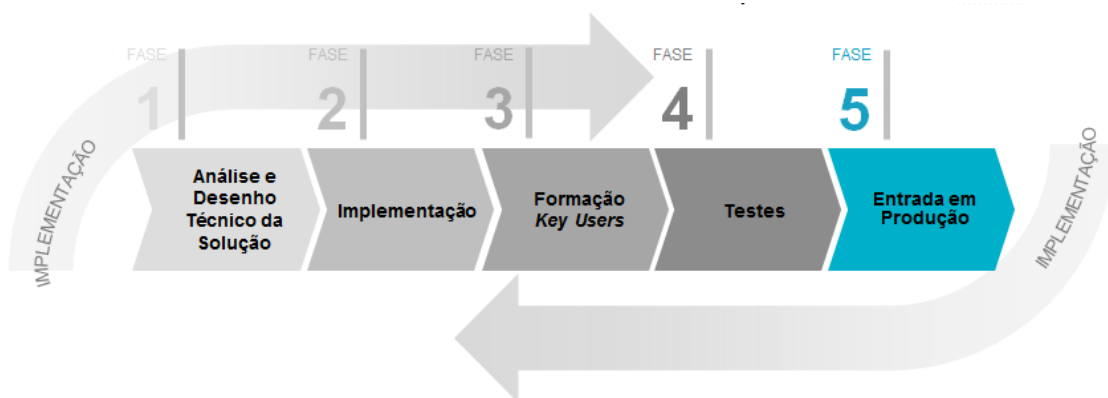 FASE
1
FASE
2
FASE
3
FASE
4
FASE
5
IMPLEMENTAÇÃO
Análise e
Desenho
Técnico da
Solução
Implementação
Formação
Key Users
Testes
Entrada em
Produção
IMPLEMENTAÇÃO